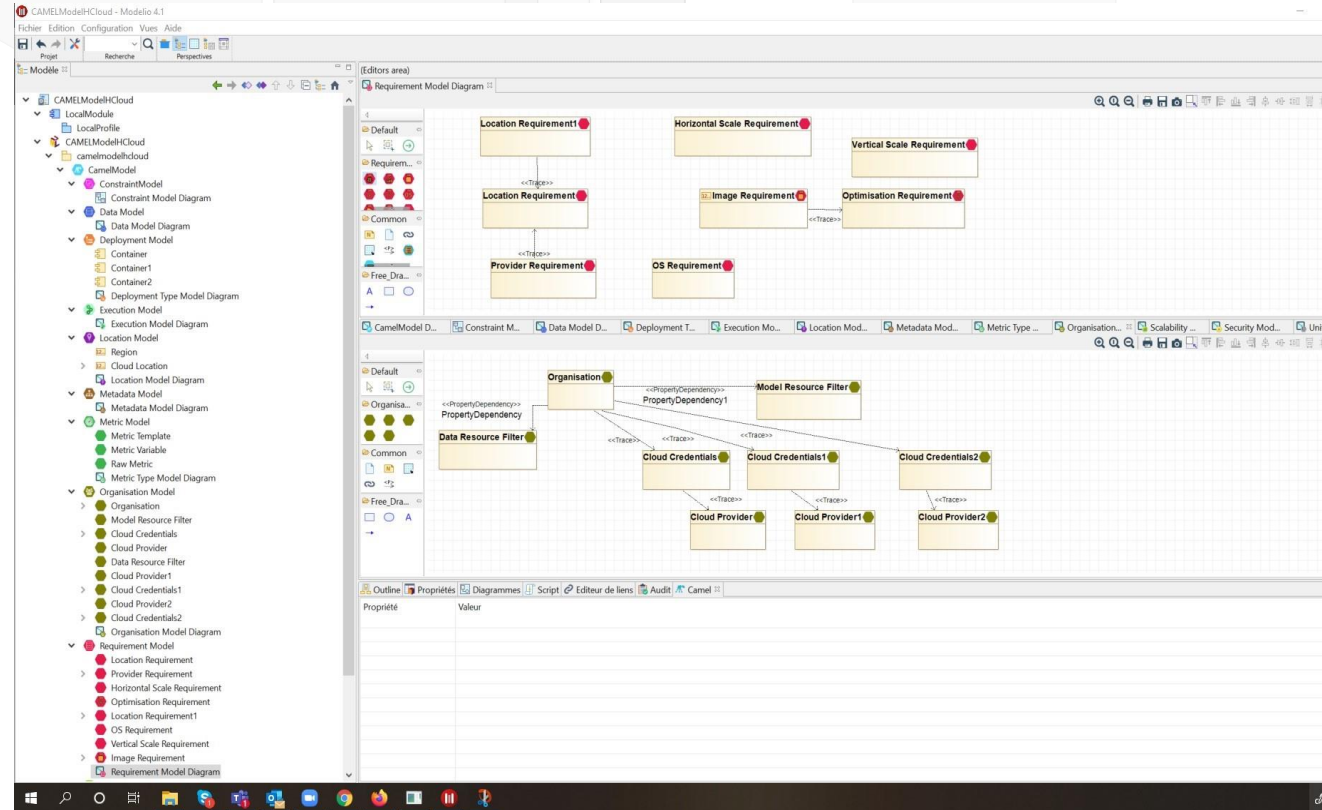 CAMELModelHCloud - Modelio 4.1
Fichier Edition Configuration Vues Aide
Projet Recherche Perspectives
Modèle
CAMELModelHCloud
LocalModule
LocalProfile
CAMELModelHCloud
camelmodelhcloud
CamelModel
ConstraintModel
Constraint Model Diagram
Data Model
Data Model Diagram
Deployment Model
Container
Container1
Container2
Deployment Type Model Diagram
Execution Model
Execution Model Diagram
Location Model
Region
Cloud Location
Location Model Diagram
Metadata Model
Metadata Model Diagram
Metric Model
Metric Template
Metric Variable
Raw Metric
Metric Type Model Diagram
Organisation Model
Organisation
Model Resource Filter
Cloud Credentials
Cloud Provider
Data Resource Filter
Cloud Provider1
Cloud Credentials1
Cloud Provider2
Cloud Credentials2
Organisation Model Diagram
Requirement Model
Location Requirement
Provider Requirement
Horizontal Scale Requirement
Optimisation Requirement
Location Requirement1
OS Requirement
Vertical Scale Requirement
Image Requirement
Requirement Model Diagram
(Editors area)
Requirement Model Diagram
Default
Requirem...
Common
Free_Dra...
A
Location Requirement1
Horizontal Scale Requirement
Vertical Scale Requirement
<<Trace>>
Location Requirement
Image Requirement
Optimisation Requirement
<<Trace>>
<<Trace>>
Provider Requirement
OS Requirement
CamelModel D... Constraint M... Data Model D... Deployment T... Execution Mo... Location Mod... Metadata Mod... Metric Type ... Organisation... Scalability ... Security Mod... Uni
Default
Organisa...
Common
Free_Dra...
A
Organisation
<<PropertyDependency>>
PropertyDependency1
Model Resource Filter
<<PropertyDependency>>
PropertyDependency
Data Resource Filter
<<Trace>> <<Trace>> <<Trace>>
Cloud Credentials Cloud Credentials1 Cloud Credentials2
<<Trace>> <<Trace>> <<Trace>>
Cloud Provider Cloud Provider1 Cloud Provider2
Outline Propriétés Diagrammes Script Editeur de liens Audit Camel
Propriété Valeur